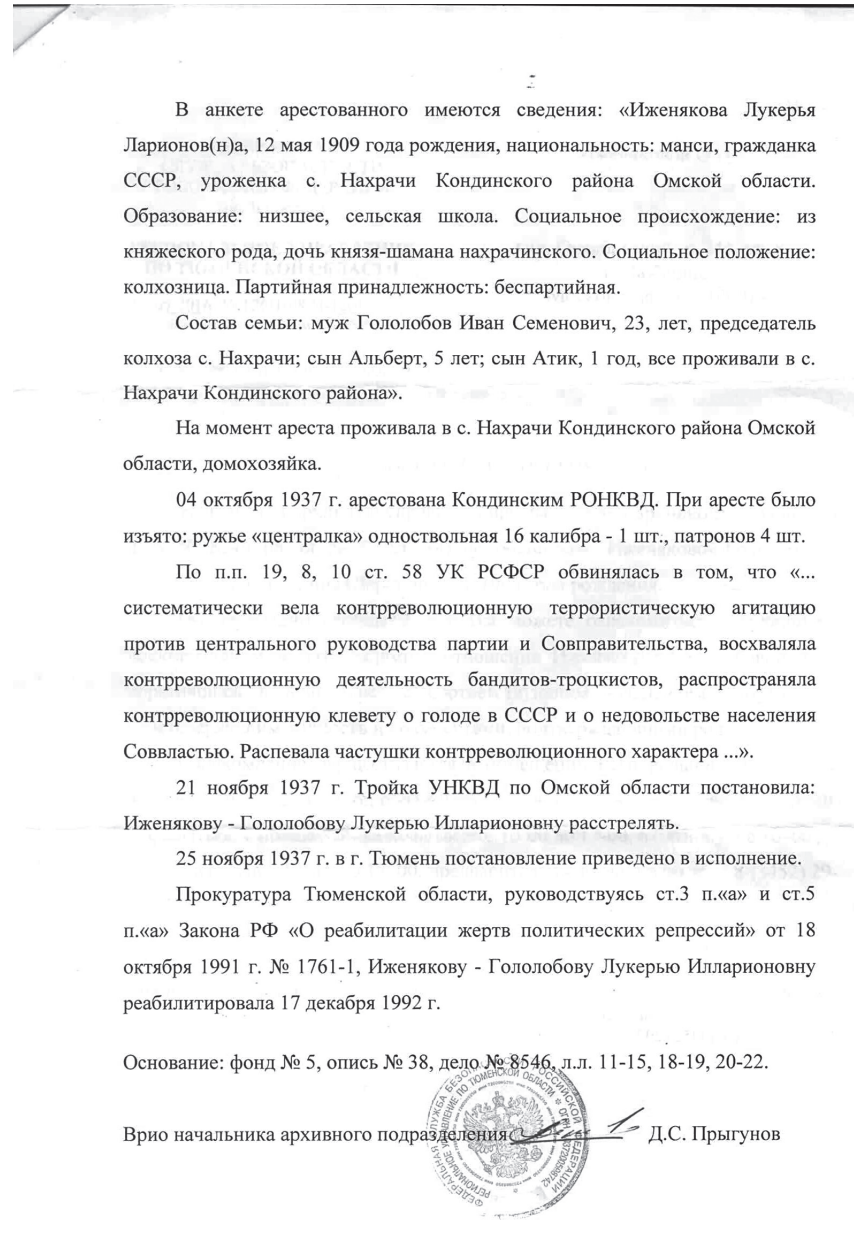 В анкете арестованного имеются сведения: «Иженякова Лукерья
Ларионов(н)а, 12 мая 1909 года рождения, национальность: манси, гражданка
СССР, уроженка с. Нахрачи Кондинского района Омской области.
Образование: низшее, сельская школа. Социальное происхождение: из
княжеского рода, дочь князя-шамана нахрачинского. Социальное положение:
колхозница. Партийная принадлежность: беспартийная.
Состав семьи: муж Гололобов Иван Семенович, 23, лет, председатель
колхоза с. Нахрачи; сын Альберт, 5 лет; сын Атик, 1 год, все проживали в с.
Нахрачи Кондинского района».
На момент ареста проживала в с. Нахрачи Кондинского района Омской
области, домохозяйка.
04 октября 1937 г. арестована Кондинским РОНКВД. При аресте было
изъято: ружье «централка» одноствольная 16 калибра - 1 шт., патронов 4 шт.
По п.п. 19, 8, 10 ст. 58 УК РСФСР обвинялась в том, что «...
систематически вела контрреволюционную террористическую агитацию
против центрального руководства партии и Совправительства, восхваляла
контрреволюционную деятельность бандитов-троцкистов, распространяла
контрреволюционную клевету о голоде в СССР и о недовольстве населения
Соввластью. Распевала частушки контрреволюционного характера ...».
21 ноября 1937 г. Тройка УНКВД по Омской области постановила:
Иженякову - Гололобову Лукерью Илларионовну расстрелять.
25 ноября 1937 г. в г. Тюмень постановление приведено в исполнение.
Прокуратура Тюменской области, руководствуясь ст.3 п.«а» и ст.5
п.«а» Закона РФ «О реабилитации жертв политических репрессий» от 18
октября 1991 г. № 1761-1, Иженякову - Гололобову Лукерью Илларионовну
реабилитировала 17 декабря 1992 г.
Основание: фонд № 5, опись № 38, дело № 8546, л.л. 11-15, 18-19, 20-22.
Врио начальника архивного подразделения Д.С. Прыгунов
ФЕДЕРАЛЬНАЯ СЛУЖБА БЕЗОПАСНОСТИ РОССИЙСКОЙ ФЕДЕРАЦИИ
РЕГИОНАЛЬНОЕ УПРАВЛЕНИЕ ПО ТЮМЕНСКОЙ ОБЛАСТИ